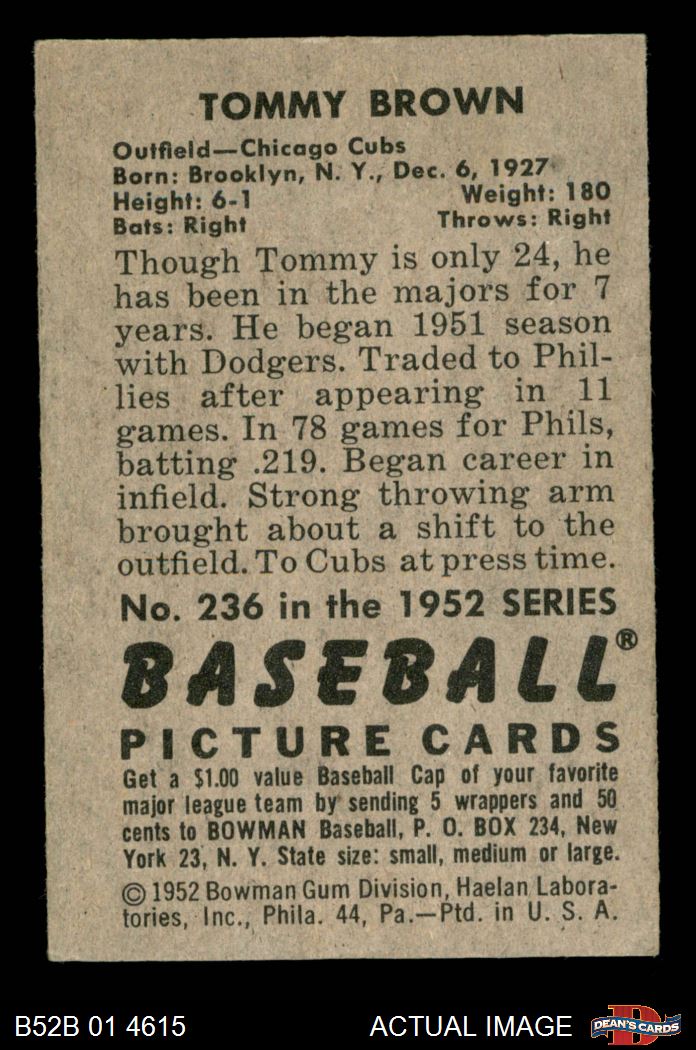 TOMMY BROWN
Outfield—Chicago Cubs
Born: Brooklyn, N. Y., Dec. 6, 1927
Height: 6-1 Weight: 180
Bats: Right Throws: Right
Though Tommy is only 24, he
has been in the majors for 7
years. He began 1951 season
with Dodgers. Traded to Phil-
lies after appearing in 11
games. In 78 games for Phils,
batting .219. Began career in
infield. Strong throwing arm
brought about a shift to the
outfield. To Cubs at press time.
No. 236 in the 1952 SERIES
BASEBALL®
PICTURE CARDS
Get a $1.00 value Baseball Cap of your favorite
major league team by sending 5 wrappers and 50
cents to BOWMAN Baseball, P. O. BOX 234, New
York 23, N. Y. State size: small, medium or large.
© 1952 Bowman Gum Division, Haelan Labora-
tories, Inc., Phila. 44, Pa.—Ptd. in U. S. A.
B52B 01 4615 ACTUAL IMAGE D DEAN'S CARDS